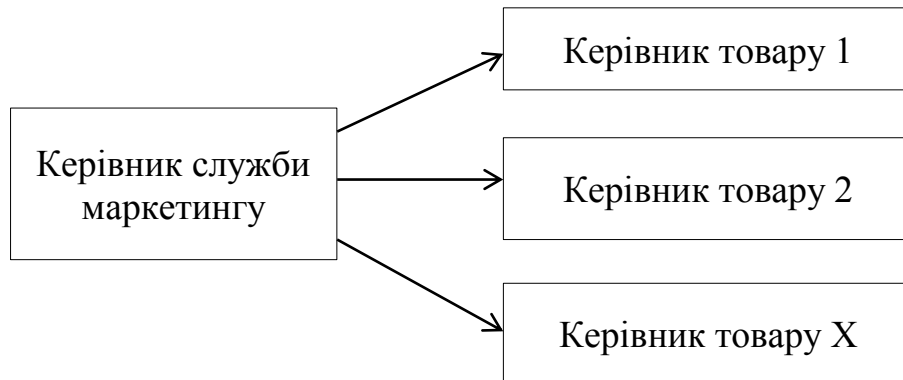 Керівник товару 1
Керівник служби
маркетингу
Керівник товару 2
Керівник товару X